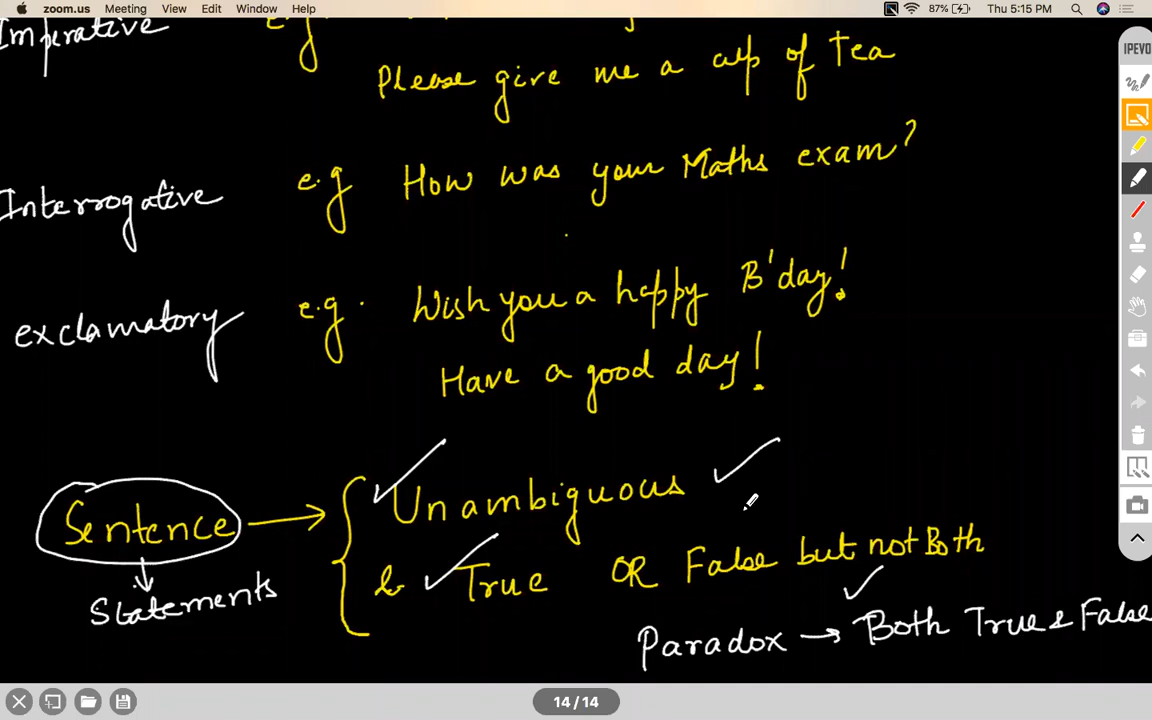 zoom.us Meeting View Edit Window Help 87% Thu 5:15 PM
IPEVO
Imperative e.g
Please give me a cup of Tea
Interrogative e.g How was your Maths exam?
exclamatory e.g. Wish you a happy B'day!
Have a good day!
Sentence → Unambiguous
& True OR False but not Both
Statements
Paradox → Both True & False
14/14